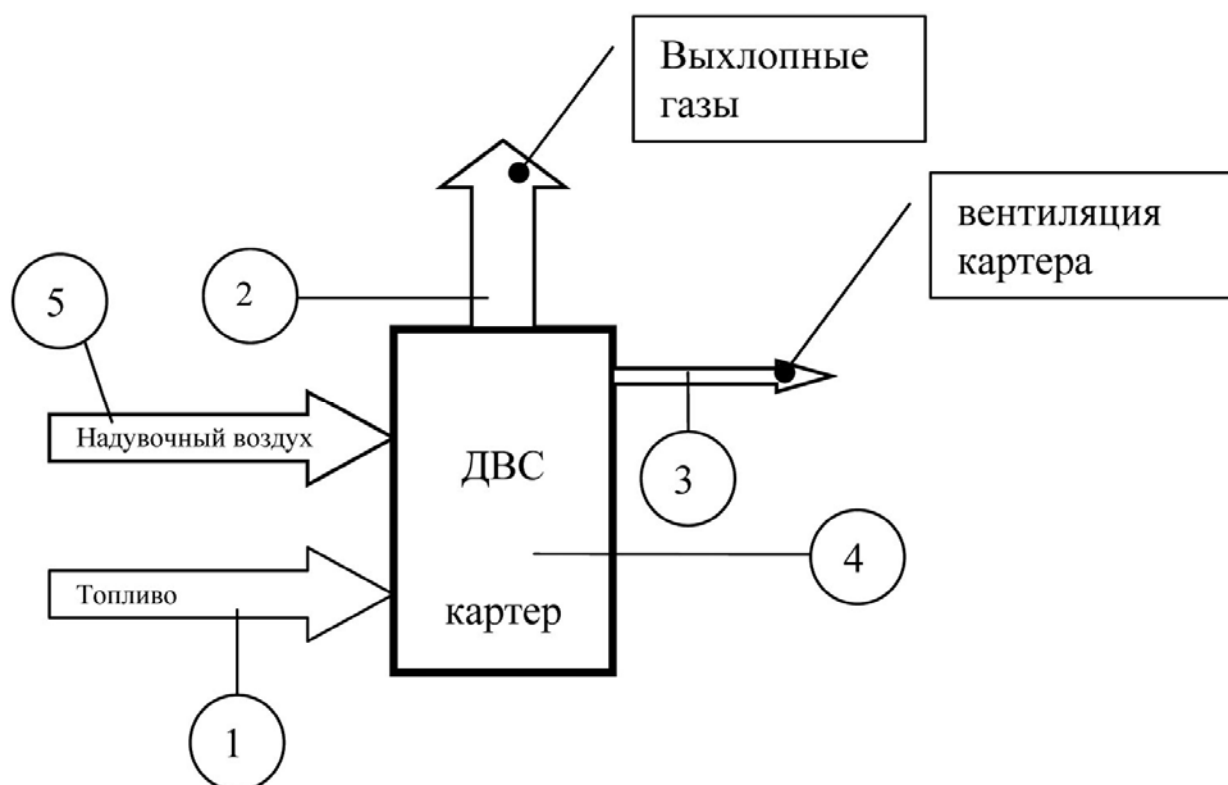 Выхлопные
газы
вентиляция
картера
5
2
Надувочный воздух
ДВС
3
4
Топливо
картер
1